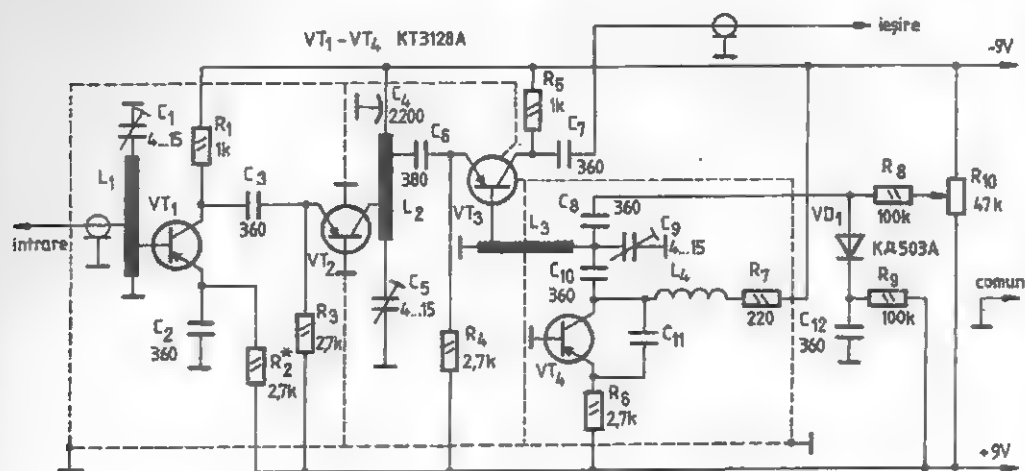 VT1-VT4 KT3128A
ieșire
-9V
C1
4...15
R1
1k
C4
2200
R5
1k
C6
380
C7
360
L1
VT1
C3
360
L2
VT3
C8
360
R8
100k
R10
47k
intrare
VT2
L3
C9
4...15
VD1
КД503A
C5
4...15
C10
360
L4
R7
220
R9
100k
comun
C2
360
R2*
2,7k
R3
2,7k
R4
2,7k
VT4
C11
C12
360
R6
2,7k
+9V